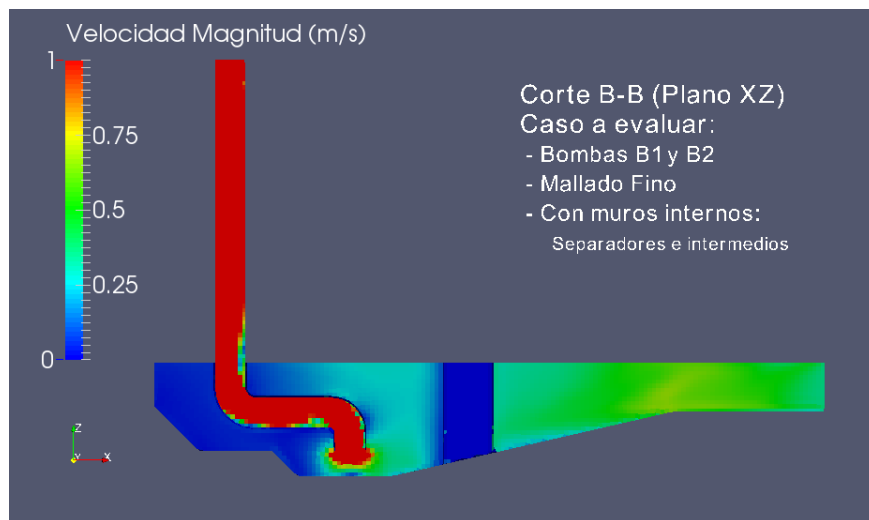 Velocidad Magnitud (m/s)
1
0.75
0.5
0.25
0
Corte B-B (Plano XZ)
Caso a evaluar:
- Bombas B1 y B2
- Mallado Fino
- Con muros internos:
Separadores e intermedios
Z
Y
X